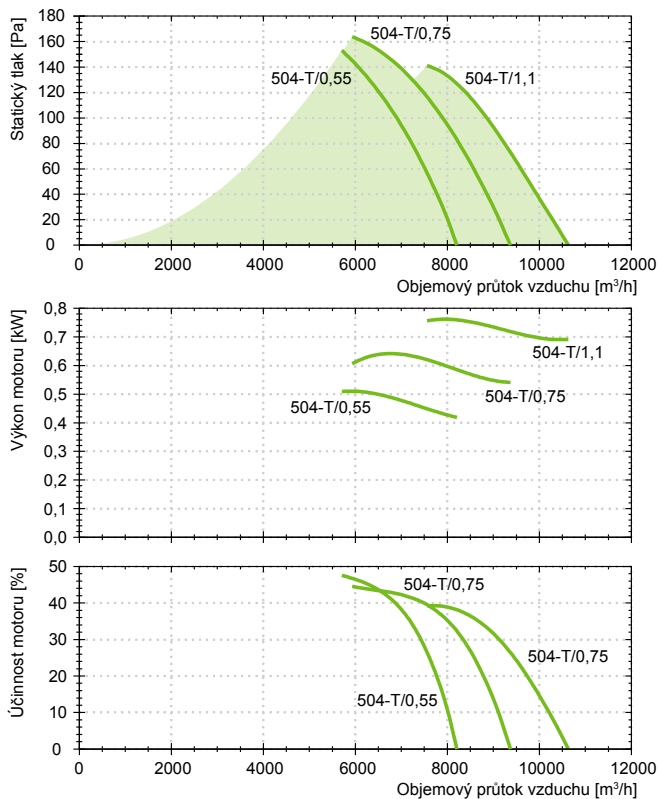 Statický tlak [Pa]
180
160
140
120
100
80
60
40
20
0
504-T/0,75
504-T/0,55
504-T/1,1
0 2000 4000 6000 8000 10000 12000
Objemový průtok vzduchu [m³/h]
Výkon motoru [kW]
0,8
0,7
0,6
0,5
0,4
0,3
0,2
0,1
0,0
504-T/1,1
504-T/0,75
504-T/0,55
0 2000 4000 6000 8000 10000 12000
Účinnost motoru [%]
50
40
30
20
10
0
504-T/0,75
504-T/0,75
504-T/0,55
0 2000 4000 6000 8000 10000 12000
Objemový průtok vzduchu [m³/h]